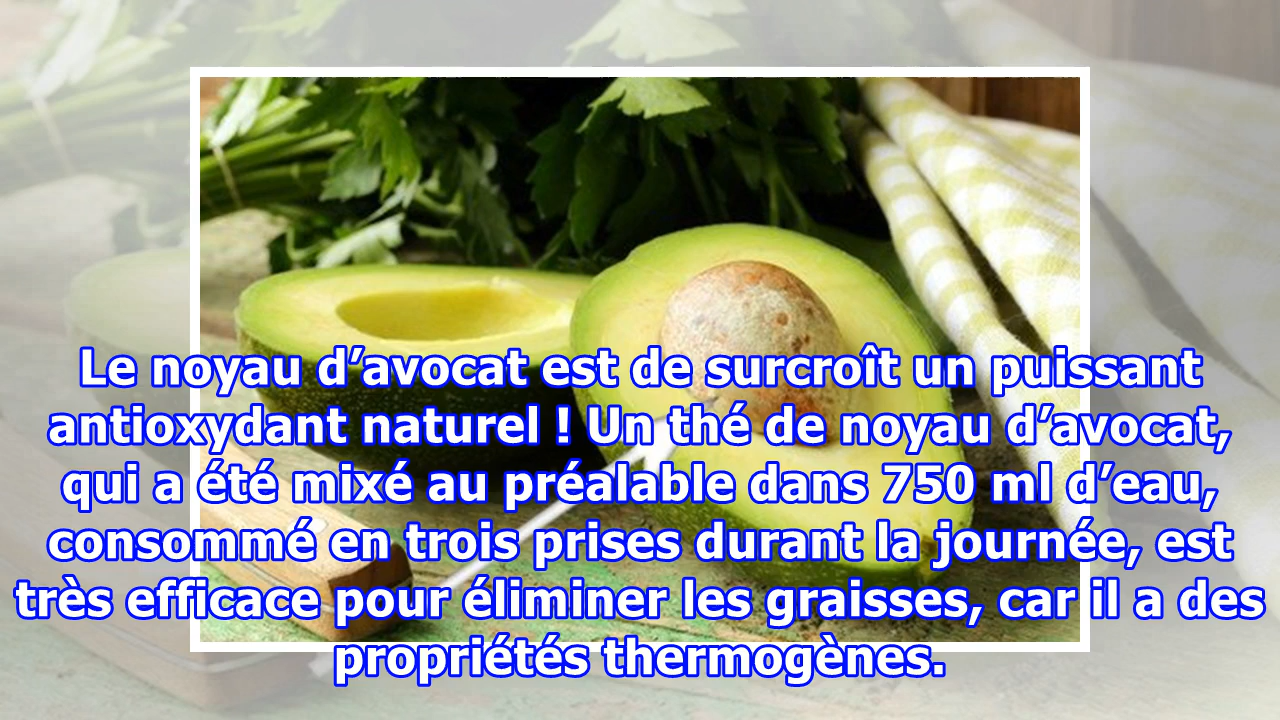 Le noyau d’avocat est de surcroît un puissant
antioxydant naturel ! Un thé de noyau d’avocat,
qui a été mixé au préalable dans 750 ml d’eau,
consommé en trois prises durant la journée, est
très efficace pour éliminer les graisses, car il a des
propriétés thermogènes.